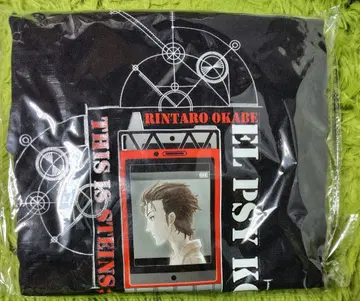 RINTARO OKABE
EL PSY KO
THIS IS STEINS;